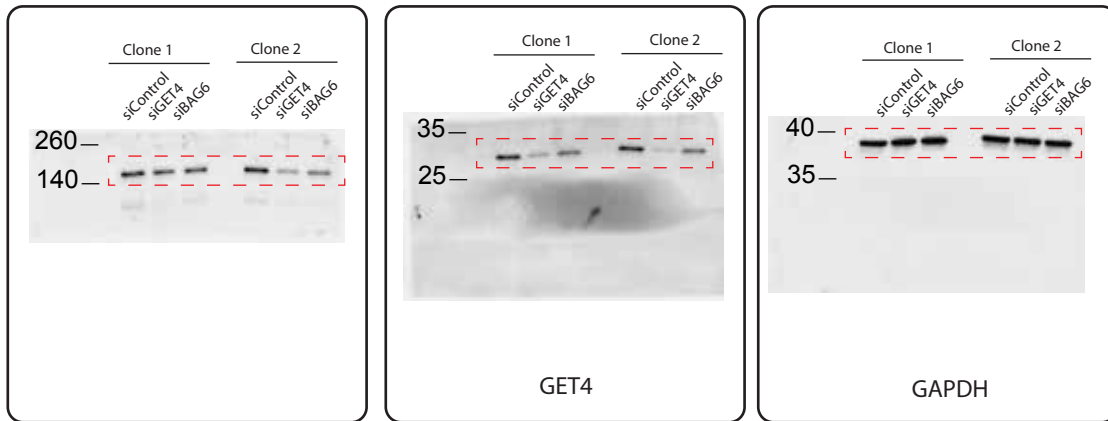 Clone 1
Clone 2
siControl
siGET4
siBAG6
siControl
siGET4
siBAG6
260
140
Clone 1
Clone 2
siControl
siGET4
siBAG6
siControl
siGET4
siBAG6
35
25
GET4
Clone 1
Clone 2
siControl
siGET4
siBAG6
siControl
siGET4
siBAG6
40
35
GAPDH